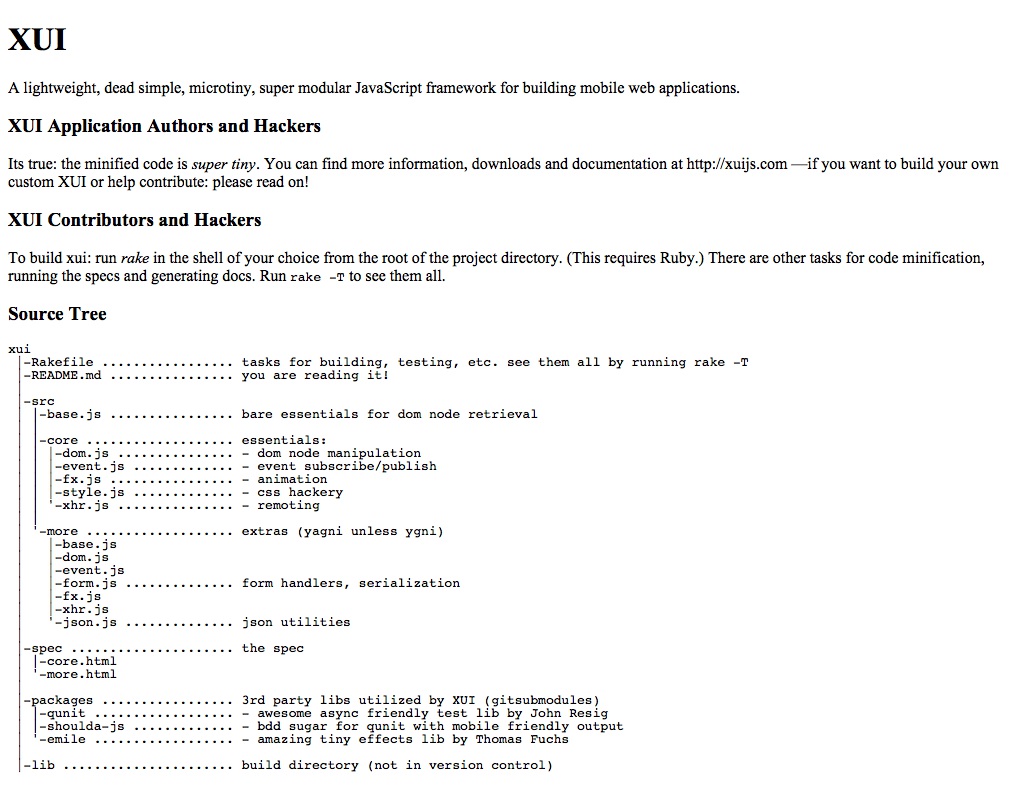 XUI
A lightweight, dead simple, microtiny, super modular JavaScript framework for building mobile web applications.
XUI Application Authors and Hackers
Its true: the minified code is super tiny. You can find more information, downloads and documentation at http://xuijs.com —if you want to build your own
custom XUI or help contribute: please read on!
XUI Contributors and Hackers
To build xui: run rake in the shell of your choice from the root of the project directory. (This requires Ruby.) There are other tasks for code minification,
running the specs and generating docs. Run rake -T to see them all.
Source Tree
xui
 |-Rakefile ................. tasks for building, testing, etc. see them all by running rake -T
 |-README.md ................ you are reading it!
 |
 |-src
 | |-base.js ................ bare essentials for dom node retrieval
 | |
 | |-core ................... essentials:
 | | |-dom.js ............... - dom node manipulation
 | | |-event.js ............. - event subscribe/publish
 | | |-fx.js ................ - animation
 | | |-style.js ............. - css hackery
 | | '-xhr.js ............... - remoting
 | |
 | '-more ................... extras (yagni unless ygni)
 |   |-base.js
 |   |-dom.js
 |   |-event.js
 |   |-form.js .............. form handlers, serialization
 |   |-fx.js
 |   |-xhr.js
 |   '-json.js .............. json utilities
 |
 |-spec ..................... the spec
 | |-core.html
 | '-more.html
 |
 |-packages ................. 3rd party libs utilized by XUI (gitsubmodules)
 | |-qunit .................. - awesome async friendly test lib by John Resig
 | |-shoulda-js ............. - bdd sugar for qunit with mobile friendly output
 | '-emile .................. - amazing tiny effects lib by Thomas Fuchs
 |
 |-lib ...................... build directory (not in version control)